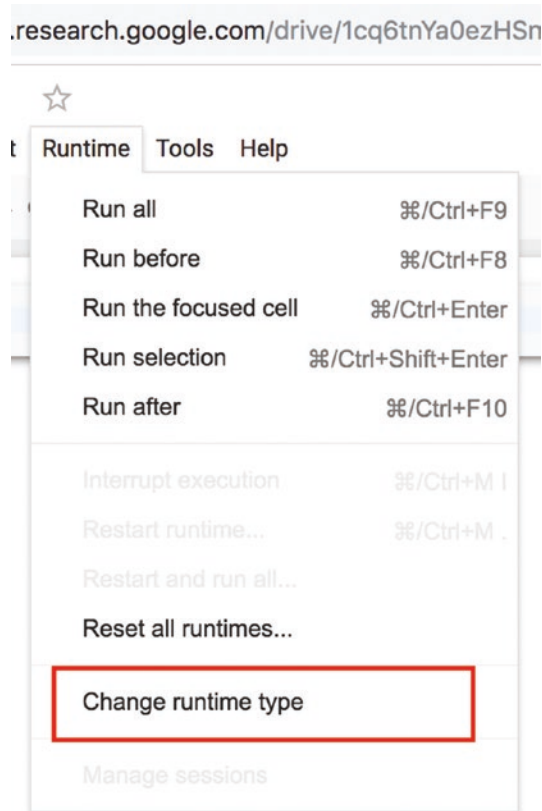 .research.google.com/drive/1cq6tnYa0ezHSn
t Runtime Tools Help
Run all ⌘/Ctrl+F9
Run before ⌘/Ctrl+F8
Run the focused cell ⌘/Ctrl+Enter
Run selection ⌘/Ctrl+Shift+Enter
Run after ⌘/Ctrl+F10
Interrupt execution ⌘/Ctrl+M I
Restart runtime... ⌘/Ctrl+M .
Restart and run all...
Reset all runtimes...
Change runtime type
Manage sessions